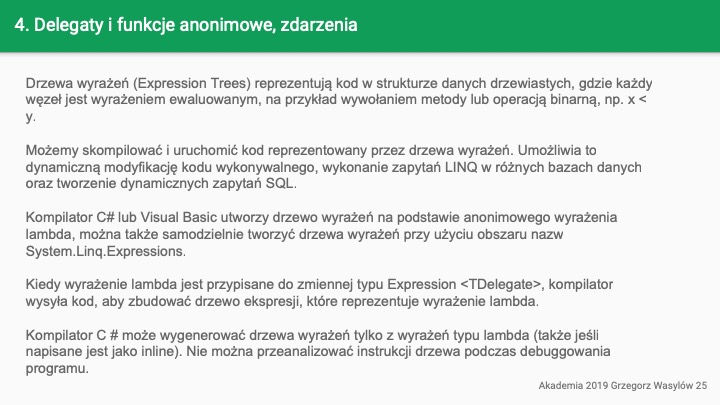 4. Delegaty i funkcje anonimowe, zdarzenia
Drzewa wyrażeń (Expression Trees) reprezentują kod w strukturze danych drzewiastych, gdzie każdy
węzeł jest wyrażeniem ewaluowanym, na przykład wywołaniem metody lub operacją binarną, np. x <
y.
Możemy skompilować i uruchomić kod reprezentowany przez drzewa wyrażeń. Umożliwia to
dynamiczną modyfikację kodu wykonywalnego, wykonanie zapytań LINQ w różnych bazach danych
oraz tworzenie dynamicznych zapytań SQL.
Kompilator C# lub Visual Basic utworzy drzewo wyrażeń na podstawie anonimowego wyrażenia
lambda, można także samodzielnie tworzyć drzewa wyrażeń przy użyciu obszaru nazw
System.Linq.Expressions.
Kiedy wyrażenie lambda jest przypisane do zmiennej typu Expression <TDelegate>, kompilator
wysyła kod, aby zbudować drzewo ekspresji, które reprezentuje wyrażenie lambda.
Kompilator C # może wygenerować drzewa wyrażeń tylko z wyrażeń typu lambda (także jeśli
napisane jest jako inline). Nie można przeanalizować instrukcji drzewa podczas debuggowania
programu.
Akademia 2019 Grzegorz Wasylów 25